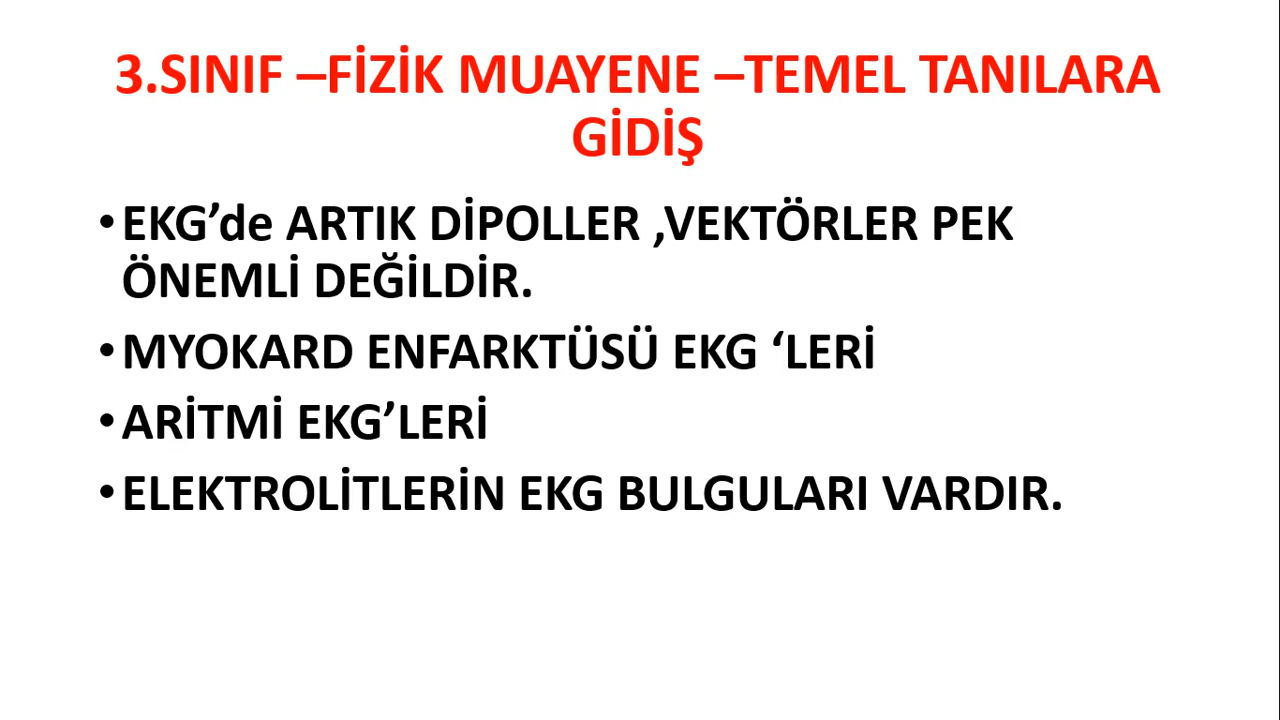 3.SINIF –FİZİK MUAYENE –TEMEL TANILARA
GİDİŞ
•EKG’de ARTIK DİPOLLER ,VEKTÖRLER PEK
ÖNEMLİ DEĞİLDİR.
•MYOKARD ENFARKTÜSÜ EKG ‘LERİ
•ARİTMİ EKG’LERİ
•ELEKTROLİTLERİN EKG BULGULARI VARDIR.